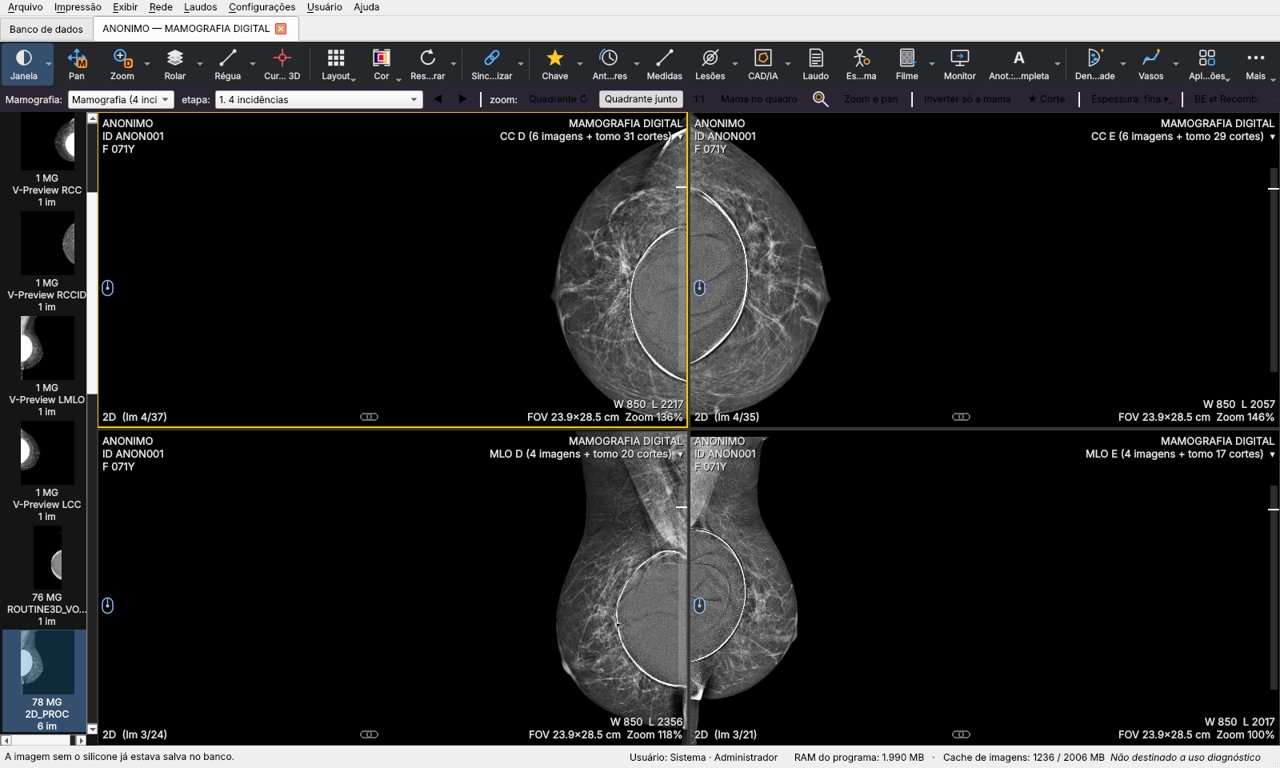 Arquivo Impressão Exibir Rede Laudos Configurações Usuário Ajuda
Banco de dados ANONIMO — MAMOGRAFIA DIGITAL
Janela Pan Zoom Rolar Régua Cur... 3D Layout Cor Res...rar Sinc...izar Chave Ant...res Medidas Lesões CAD/IA Laudo Es...ma Filme Monitor Anot:...mpleta Den...ade Vasos Apl...ões Mais
Mamografia: Mamografia (4 inci etapa: 1. 4 incidências zoom: Quadrante Quadrante junto 1:1 Mama no quadro Zoom e pan Inverter só a mama ★ Corte Espessura: fina BE ⇄ Recomb.
1 MG
V-Preview RCC
1 im
1 MG
V-Preview RCCID
1 im
1 MG
V-Preview LMLO
1 im
1 MG
V-Preview LCC
1 im
76 MG
ROUTINE3D_VO...
1 im
78 MG
2D_PROC
6 im
ANONIMO
ID ANON001
F 071Y
MAMOGRAFIA DIGITAL
CC D (6 imagens + tomo 31 cortes)
2D (Im 4/37)
W 850 L 2217
FOV 23.9×28.5 cm Zoom 136%
ANONIMO
ID ANON001
F 071Y
MAMOGRAFIA DIGITAL
CC E (6 imagens + tomo 29 cortes)
2D (Im 4/35)
W 850 L 2057
FOV 23.9×28.5 cm Zoom 146%
ANONIMO
ID ANON001
F 071Y
MAMOGRAFIA DIGITAL
MLO D (4 imagens + tomo 20 cortes)
2D (Im 3/24)
W 850 L 2356
FOV 23.9×28.5 cm Zoom 118%
ANONIMO
ID ANON001
F 071Y
MAMOGRAFIA DIGITAL
MLO E (4 imagens + tomo 17 cortes)
2D (Im 3/21)
W 850 L 2017
FOV 23.9×28.5 cm Zoom 100%
A imagem sem o silicone já estava salva no banco. Usuário: Sistema · Administrador RAM do programa: 1.990 MB · Cache de imagens: 1236 / 2006 MB Não destinado a uso diagnóstico